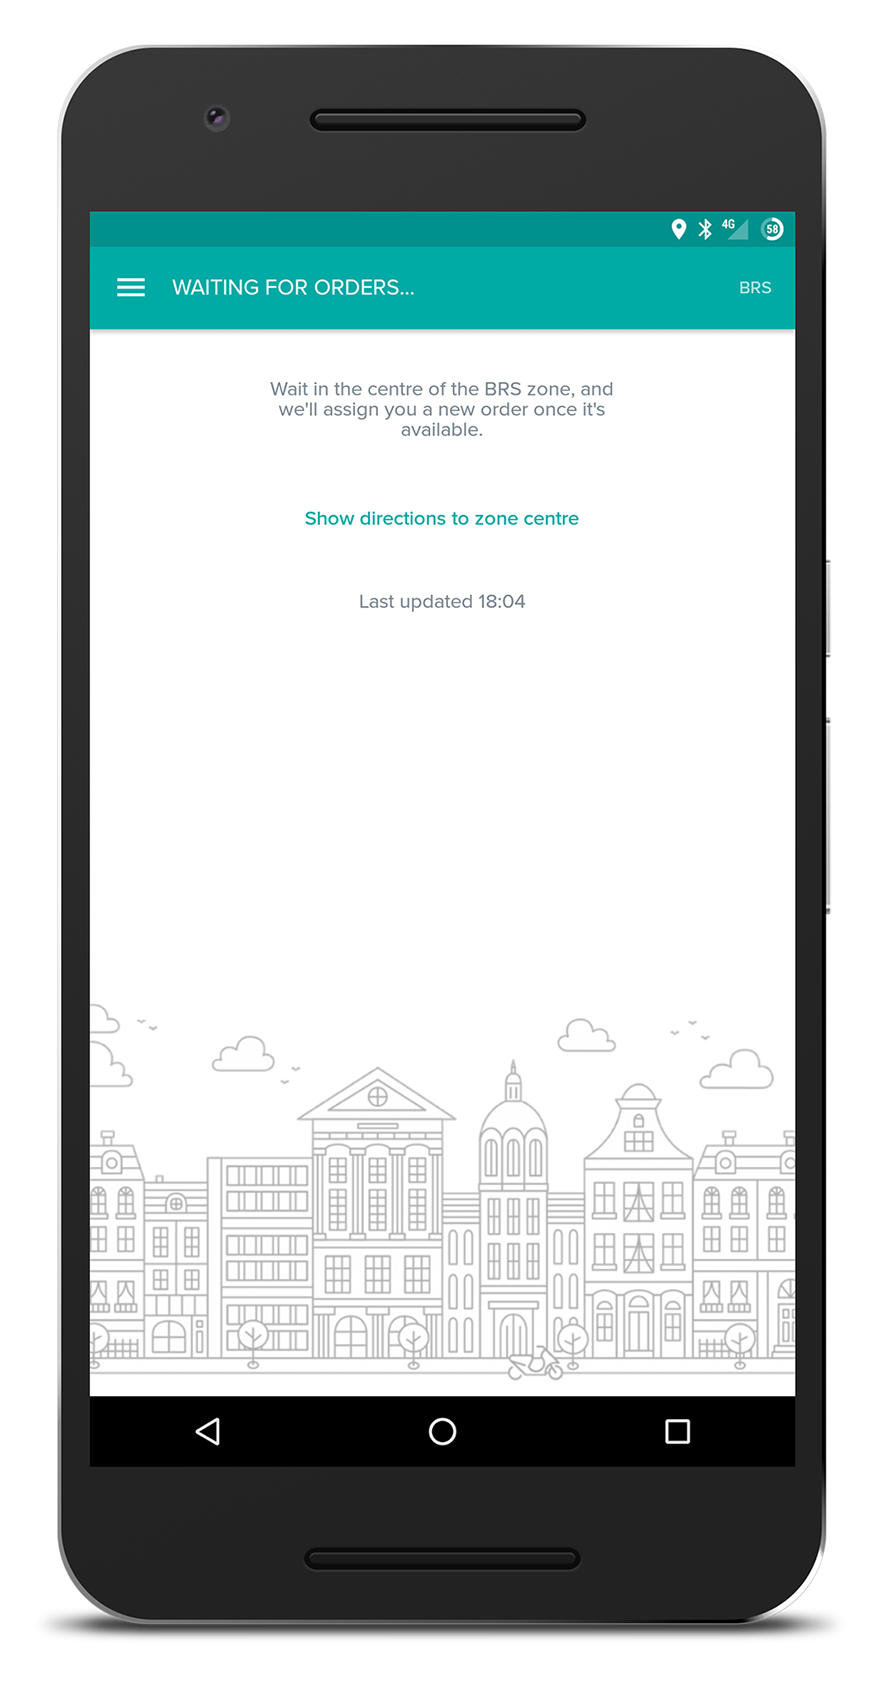 4G
58
WAITING FOR ORDERS...
BRS
Wait in the centre of the BRS zone, and
we'll assign you a new order once it's
available.
Show directions to zone centre
Last updated 18:04